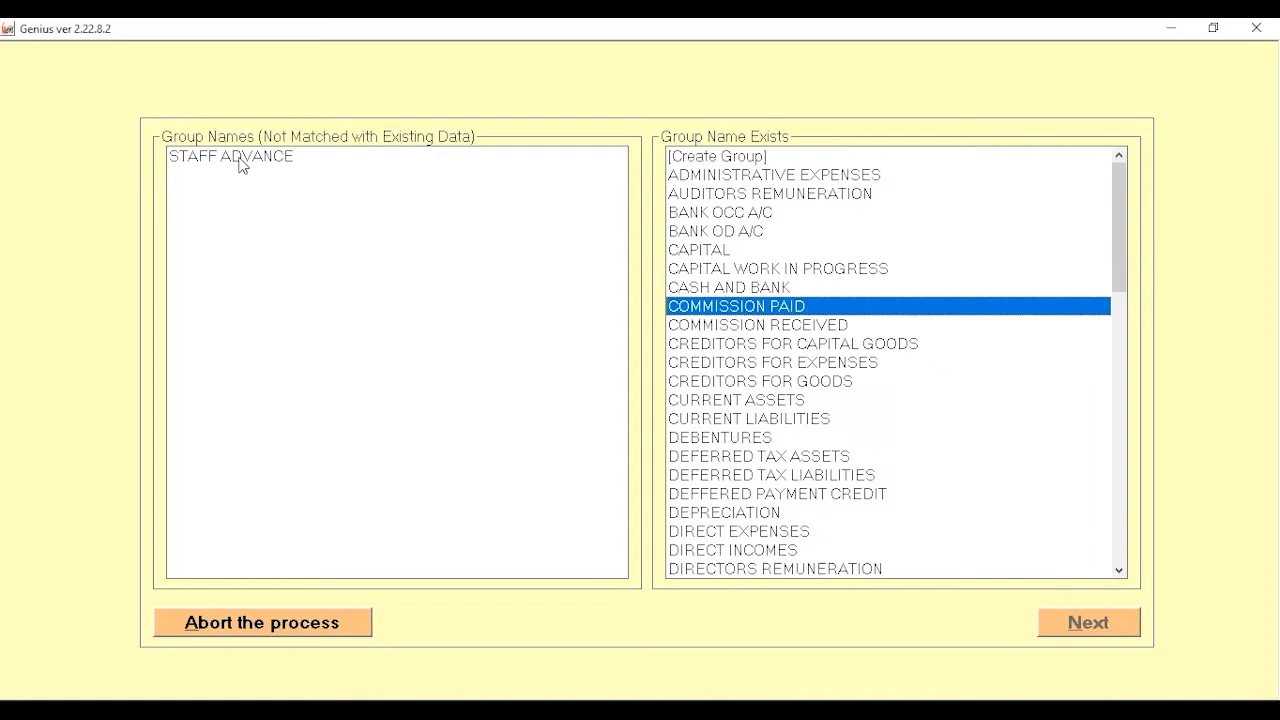 Genius ver 2.22.8.2
Group Names (Not Matched with Existing Data)
STAFF ADVANCE
Group Name Exists
[Create Group]
ADMINISTRATIVE EXPENSES
AUDITORS REMUNERATION
BANK OCC A/C
BANK OD A/C
CAPITAL
CAPITAL WORK IN PROGRESS
CASH AND BANK
COMMISSION PAID
COMMISSION RECEIVED
CREDITORS FOR CAPITAL GOODS
CREDITORS FOR EXPENSES
CREDITORS FOR GOODS
CURRENT ASSETS
CURRENT LIABILITIES
DEBENTURES
DEFERRED TAX ASSETS
DEFERRED TAX LIABILITIES
DEFFERED PAYMENT CREDIT
DEPRECIATION
DIRECT EXPENSES
DIRECT INCOMES
DIRECTORS REMUNERATION
Abort the process
Next